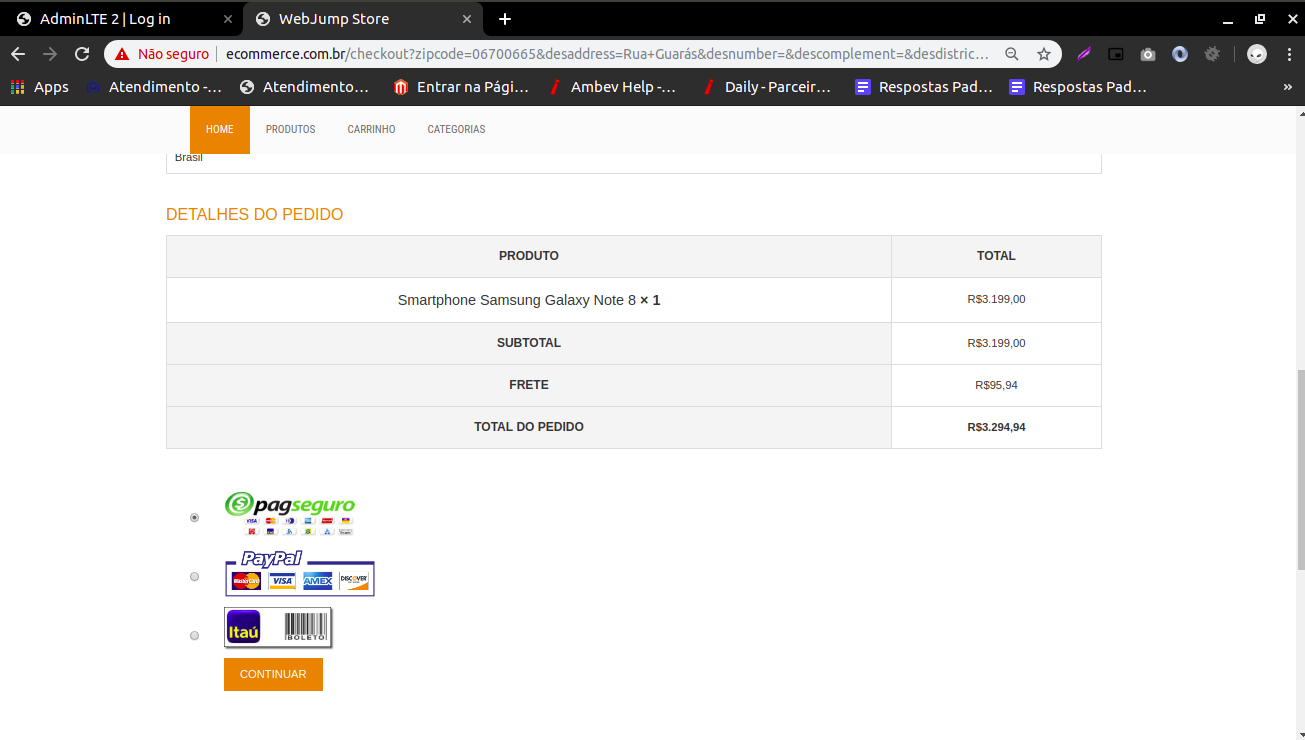 AdminLTE 2 | Log in
WebJump Store
Não seguro
ecommerce.com.br/checkout?zipcode=06700665&desaddress=Rua+Guarás&desnumber=&descomplement=&desdistric...
Apps
Atendimento -...
Atendimento...
Entrar na Pági...
Ambev Help -...
Daily - Parceir...
Respostas Pad...
Respostas Pad...
HOME PRODUTOS CARRINHO CATEGORIAS
Brasil
DETALHES DO PEDIDO
PRODUTO TOTAL
Smartphone Samsung Galaxy Note 8 × 1 R$3.199,00
SUBTOTAL R$3.199,00
FRETE R$95,94
TOTAL DO PEDIDO R$3.294,94
pagseguro
VISA
PayPal
MasterCard VISA AMEX DISCOVER
Itaú BOLETO
CONTINUAR